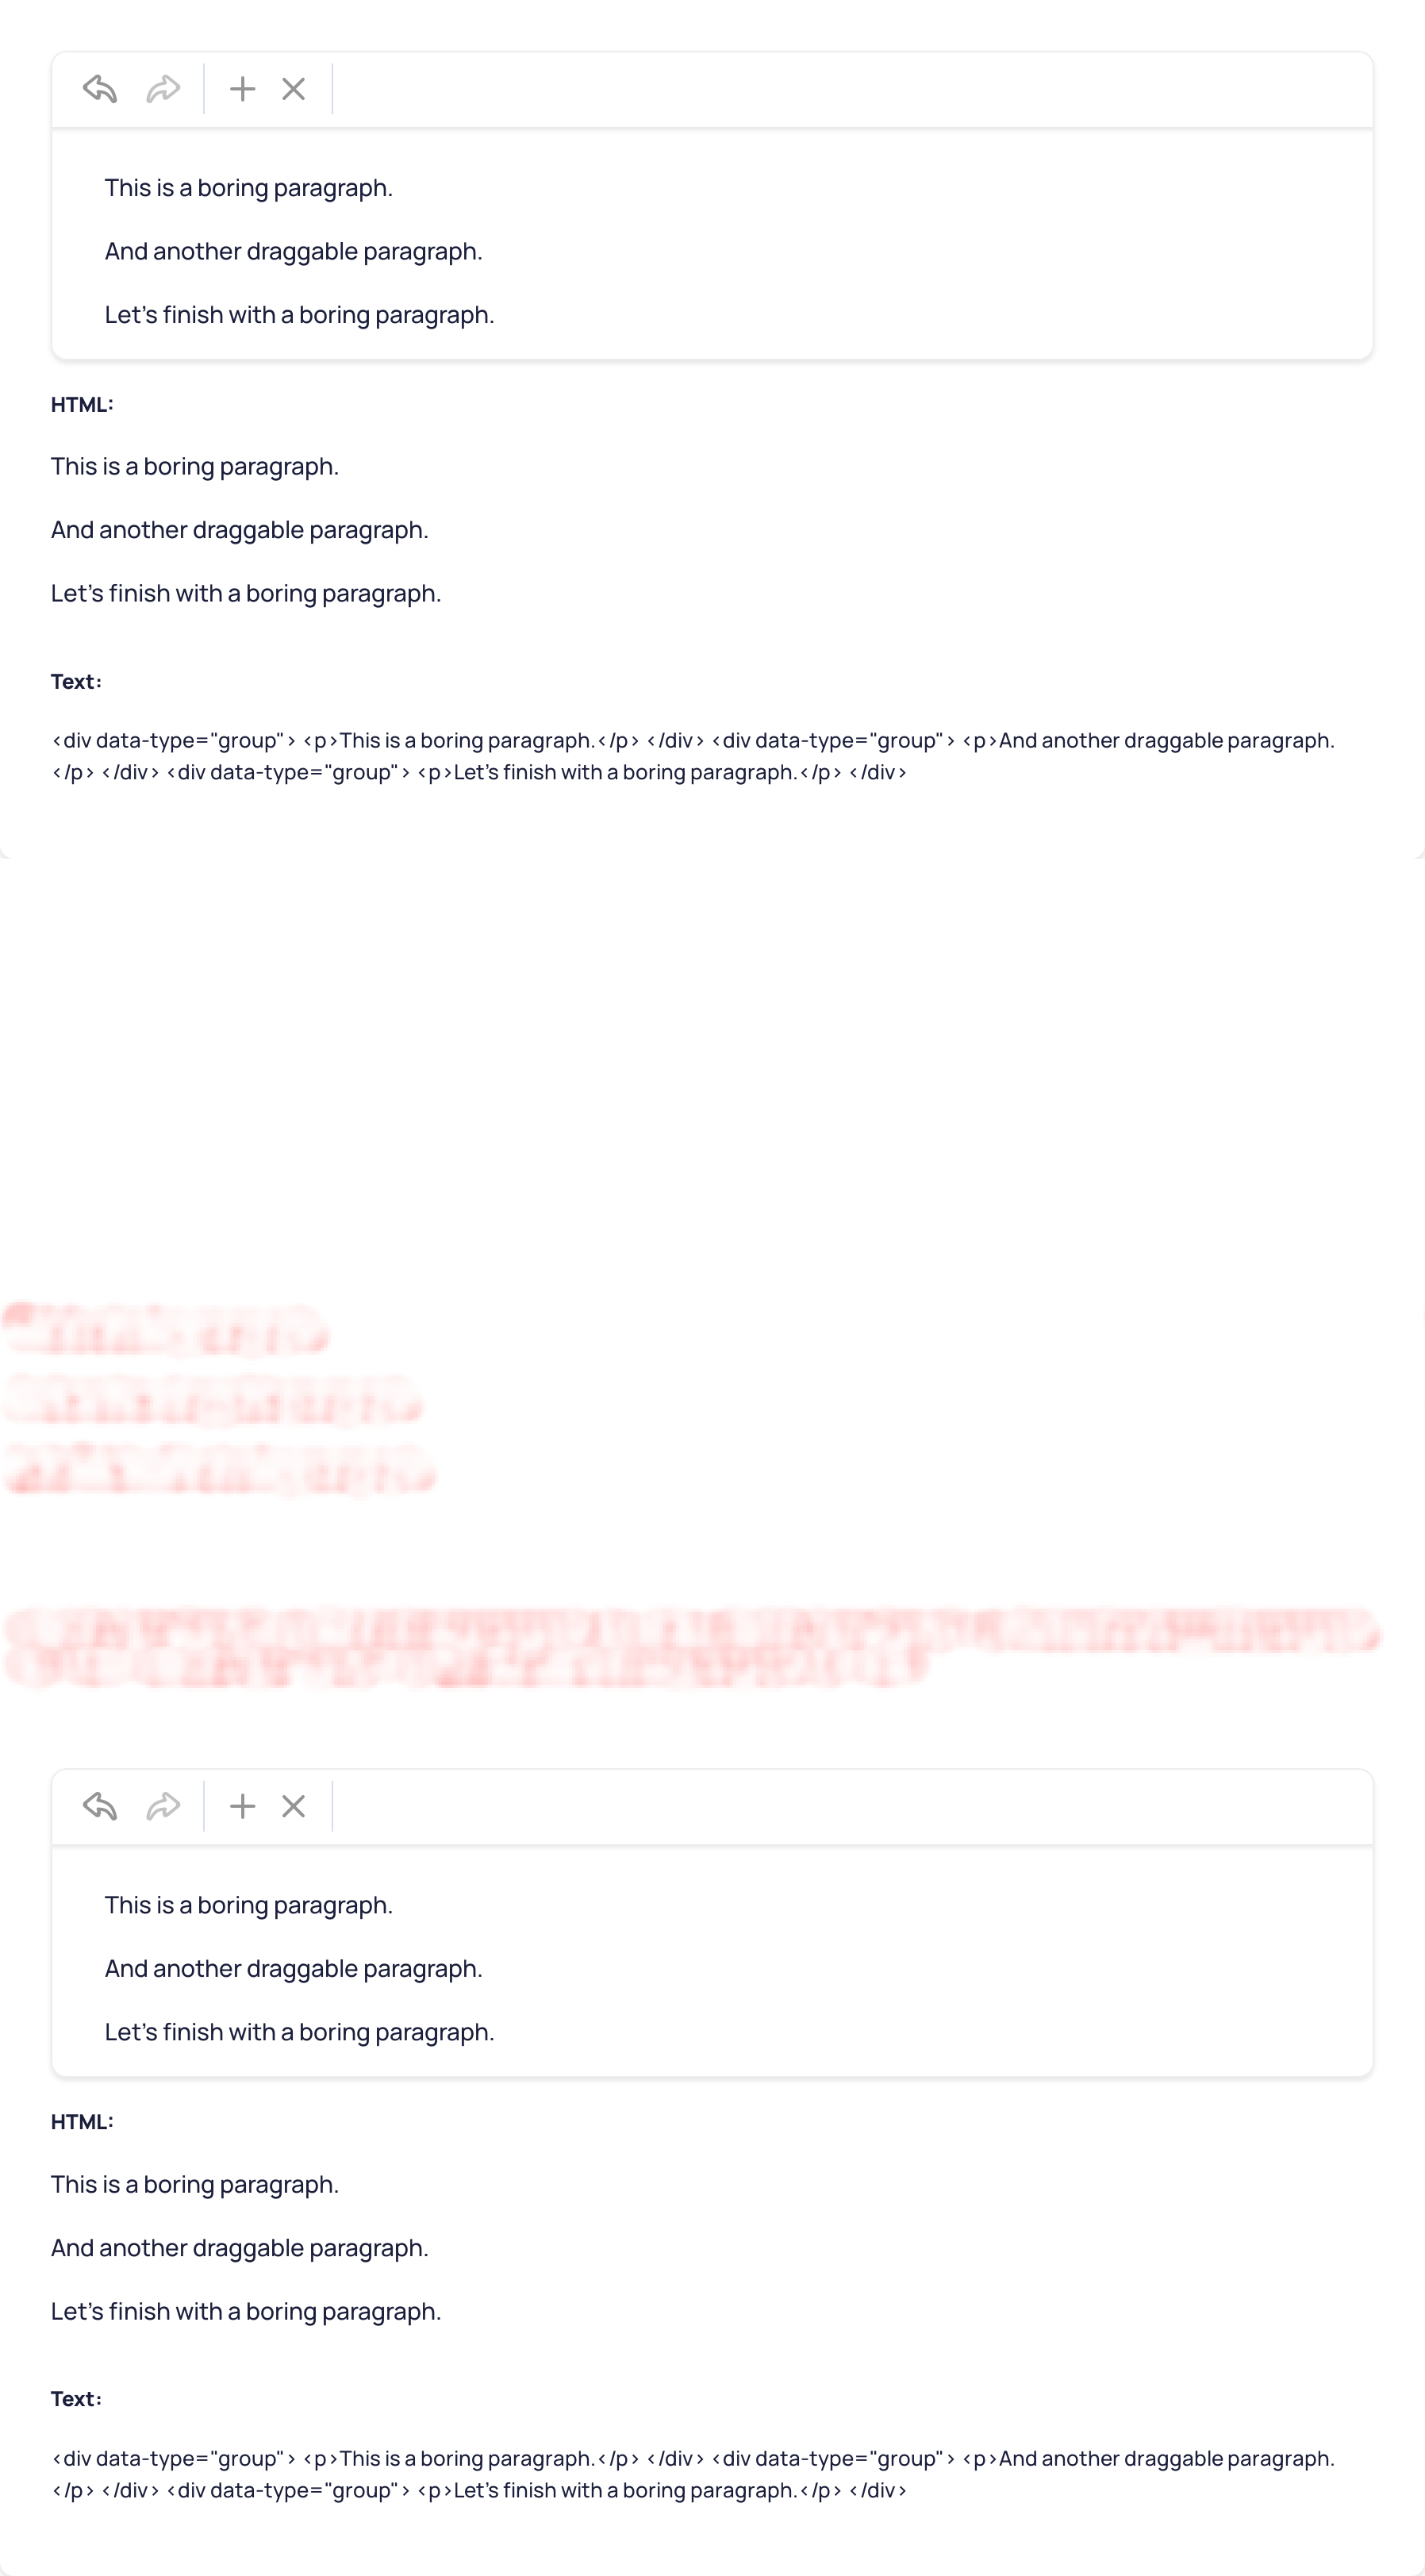 This is a boring paragraph.
And another draggable paragraph.
Let's finish with a boring paragraph.
HTML:
This is a boring paragraph.
And another draggable paragraph.
Let's finish with a boring paragraph.
Text:
<div data-type="group"> <p>This is a boring paragraph.</p> </div> <div data-type="group"> <p>And another draggable paragraph.
</p> </div> <div data-type="group"> <p>Let's finish with a boring paragraph.</p> </div>
This is a boring paragraph.
And another draggable paragraph.
Let's finish with a boring paragraph.
HTML:
This is a boring paragraph.
And another draggable paragraph.
Let's finish with a boring paragraph.
Text:
<div data-type="group"> <p>This is a boring paragraph.</p> </div> <div data-type="group"> <p>And another draggable paragraph.
</p> </div> <div data-type="group"> <p>Let's finish with a boring paragraph.</p> </div>